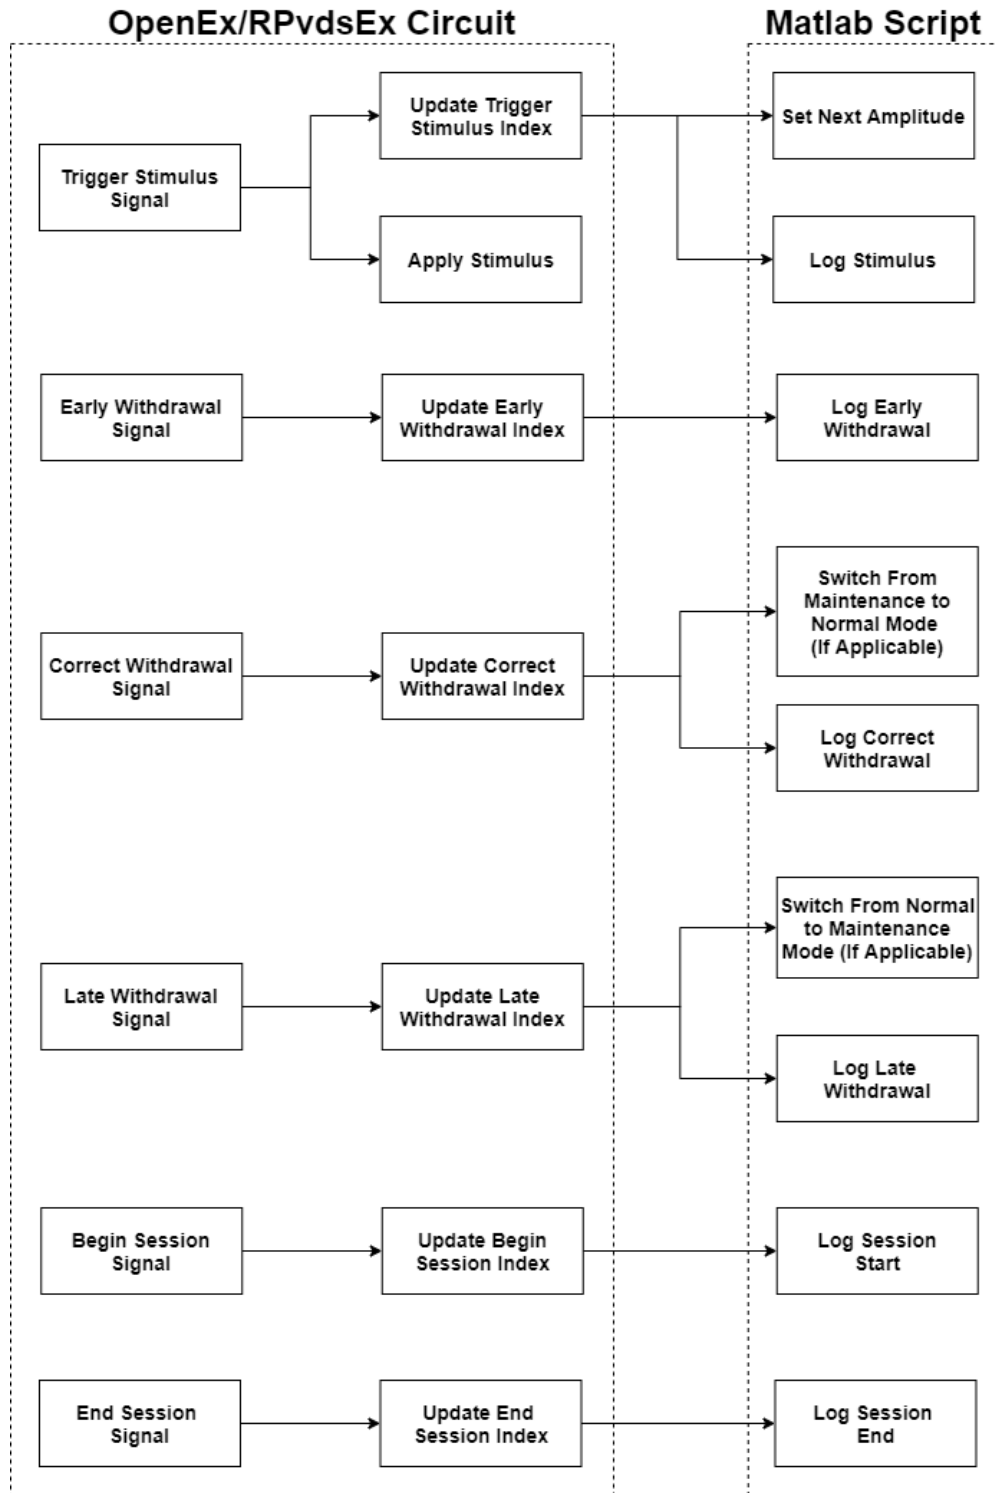 OpenEx/RPvdsEx Circuit
Matlab Script
Trigger Stimulus
Signal
Update Trigger
Stimulus Index
Apply Stimulus
Set Next Amplitude
Log Stimulus
Early Withdrawal
Signal
Update Early
Withdrawal Index
Log Early
Withdrawal
Correct Withdrawal
Signal
Update Correct
Withdrawal Index
Switch From
Maintenance to
Normal Mode
(If Applicable)
Log Correct
Withdrawal
Late Withdrawal
Signal
Update Late
Withdrawal Index
Switch From Normal
to Maintenance
Mode (If Applicable)
Log Late
Withdrawal
Begin Session
Signal
Update Begin
Session Index
Log Session
Start
End Session
Signal
Update End
Session Index
Log Session
End